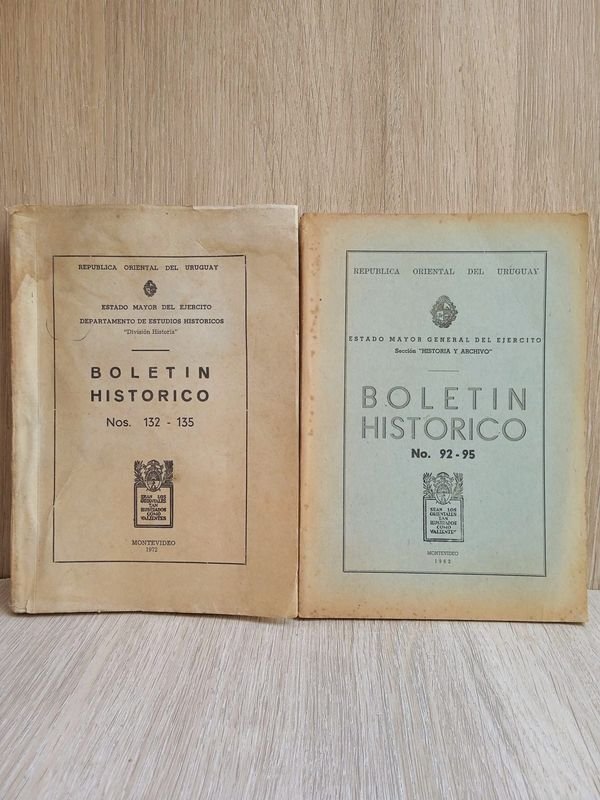 REPUBLICA ORIENTAL DEL URUGUAY
ESTADO MAYOR DEL EJERCITO
DEPARTAMENTO DE ESTUDIOS HISTORICOS
"División Historia"
BOLETIN
HISTORICO
Nos. 132 - 135
SEAN LOS
ORIENTALES
TAN
ILUSTRADOS
COMO
VALIENTES
MONTEVIDEO
1972
REPUBLICA ORIENTAL DEL URUGUAY
ESTADO MAYOR GENERAL DEL EJERCITO
Sección "HISTORIA Y ARCHIVO"
BOLETIN
HISTORICO
No. 92 - 95
SEAN LOS
ORIENTALES
TAN
ILUSTRADOS
COMO
VALIENTES
MONTEVIDEO
1962